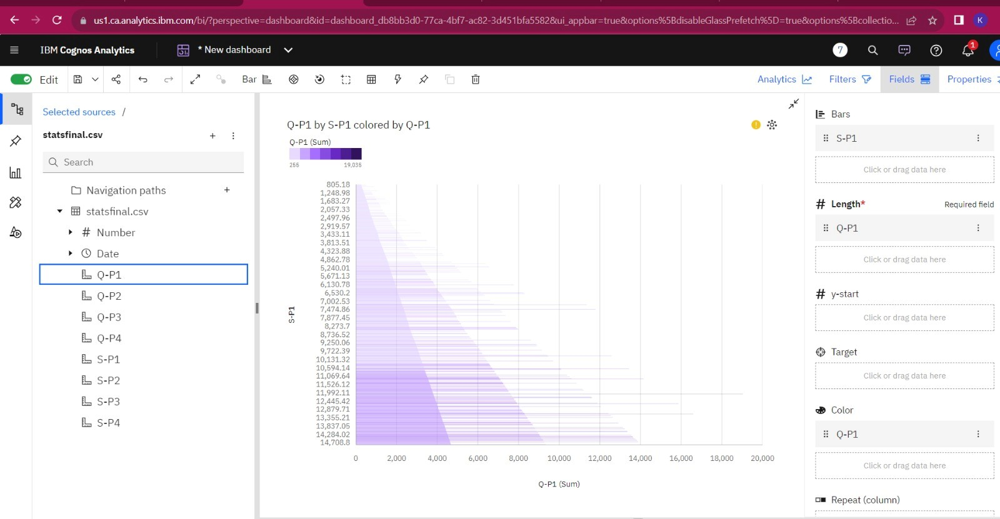 us1.ca.analytics.ibm.com/bi/?perspective=dashboard&id=dashboard_db8bb3d0-77ca-4bf7-ac82-3d451bfa5582&ui_appbar=true&options%5BdisableGlassPrefetch%5D=true&options%5Bcollectio...
K
IBM Cognos Analytics
* New dashboard
7
1
Edit
Bar
Analytics
Filters
Fields
Properties
Selected sources /
statsfinal.csv
Search
Navigation paths
statsfinal.csv
Number
Date
Q-P1
Q-P2
Q-P3
Q-P4
S-P1
S-P2
S-P3
S-P4
Q-P1 by S-P1 colored by Q-P1
Q-P1 (Sum)
255 19,035
805.18
1,248.98
1,683.27
2,057.33
2,497.96
2,919.57
3,433.11
3,813.51
4,323.88
4,862.78
5,240.01
5,671.13
6,130.78
6,530.2
7,002.53
7,474.86
7,877.45
8,273.7
8,736.52
9,250.06
9,722.39
10,131.32
10,594.14
11,069.64
11,526.12
11,992.11
12,445.42
12,879.71
13,355.21
13,837.05
14,284.02
14,708.8
S-P1
0 2,000 4,000 6,000 8,000 10,000 12,000 14,000 16,000 18,000 20,000
Q-P1 (Sum)
Bars
S-P1
Click or drag data here
Length* Required field
Q-P1
Click or drag data here
y-start
Click or drag data here
Target
Click or drag data here
Color
Q-P1
Click or drag data here
Repeat (column)